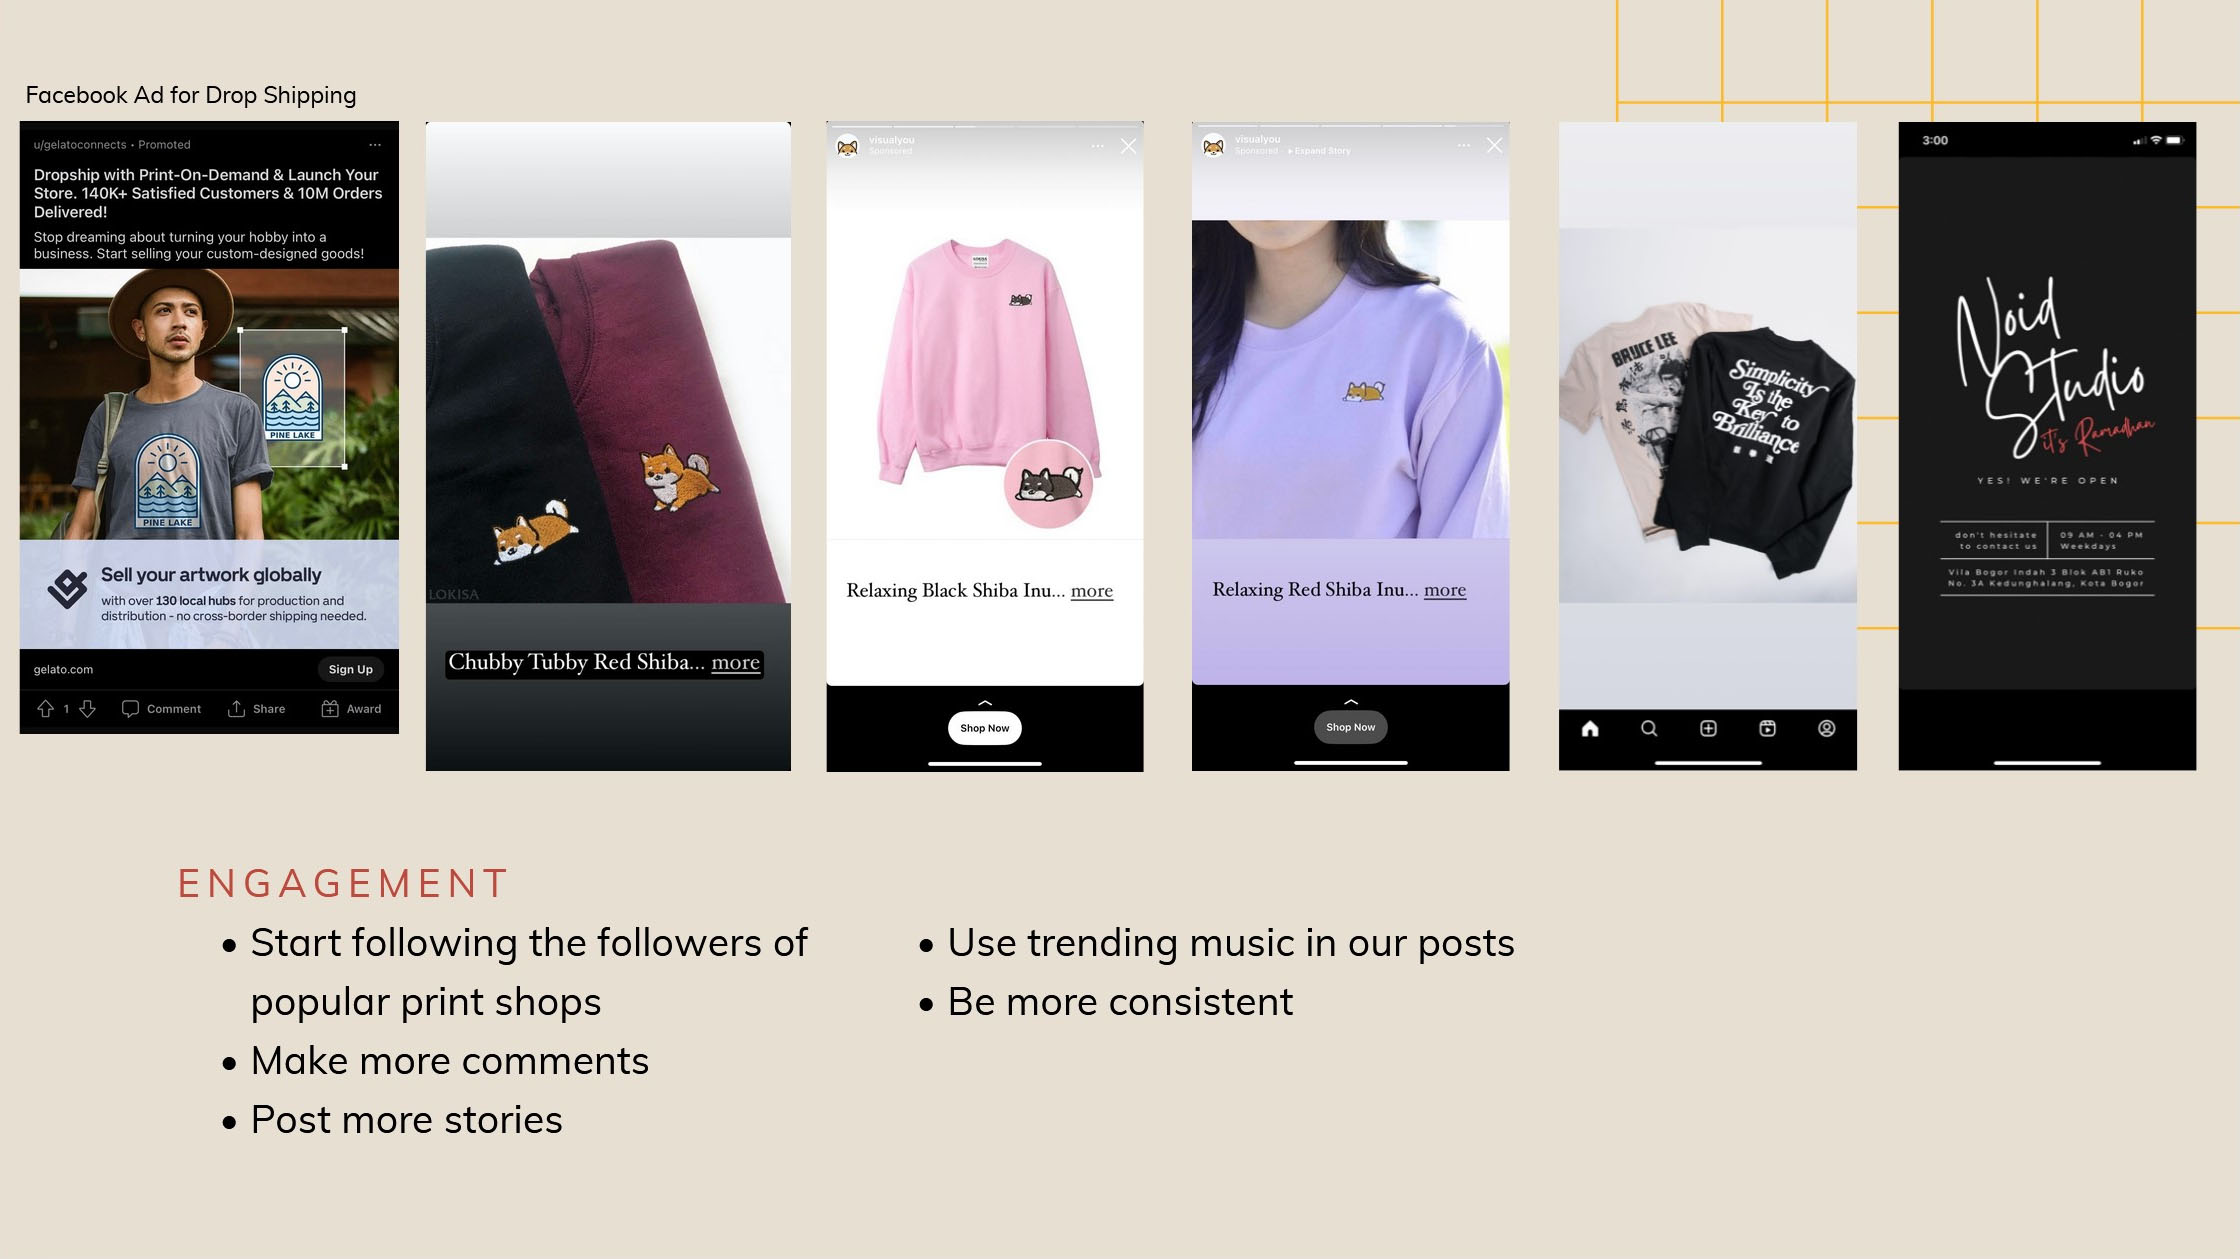 Facebook Ad for Drop Shipping
u/gelatoconnects • Promoted
Dropship with Print-On-Demand & Launch Your
Store. 140K+ Satisfied Customers & 10M Orders
Delivered!
Stop dreaming about turning your hobby into a
business. Start selling your custom-designed goods!
PINE LAKE
PINE LAKE
Sell your artwork globally
with over 130 local hubs for production and
distribution - no cross-border shipping needed.
gelato.com
Sign Up
1
Comment
Share
Award
LOKISA
Chubby Tubby Red Shiba... more
visualyou
Sponsored
Relaxing Black Shiba Inu... more
Shop Now
visualyou
Sponsored · Expand Story
Relaxing Red Shiba Inu... more
Shop Now
BRUCE LEE
Simplicity
Is the
Key to
Brilliance
3:00
Noid
Studio
it's Ramadhan
YES! WE'RE OPEN
don't hesitate
to contact us
09 AM - 04 PM
Weekdays
Vila Bogor Indah 3 Blok AB1 Ruko
No. 3A Kedunghalang, Kota Bogor
ENGAGEMENT
• Start following the followers of
popular print shops
• Make more comments
• Post more stories
• Use trending music in our posts
• Be more consistent